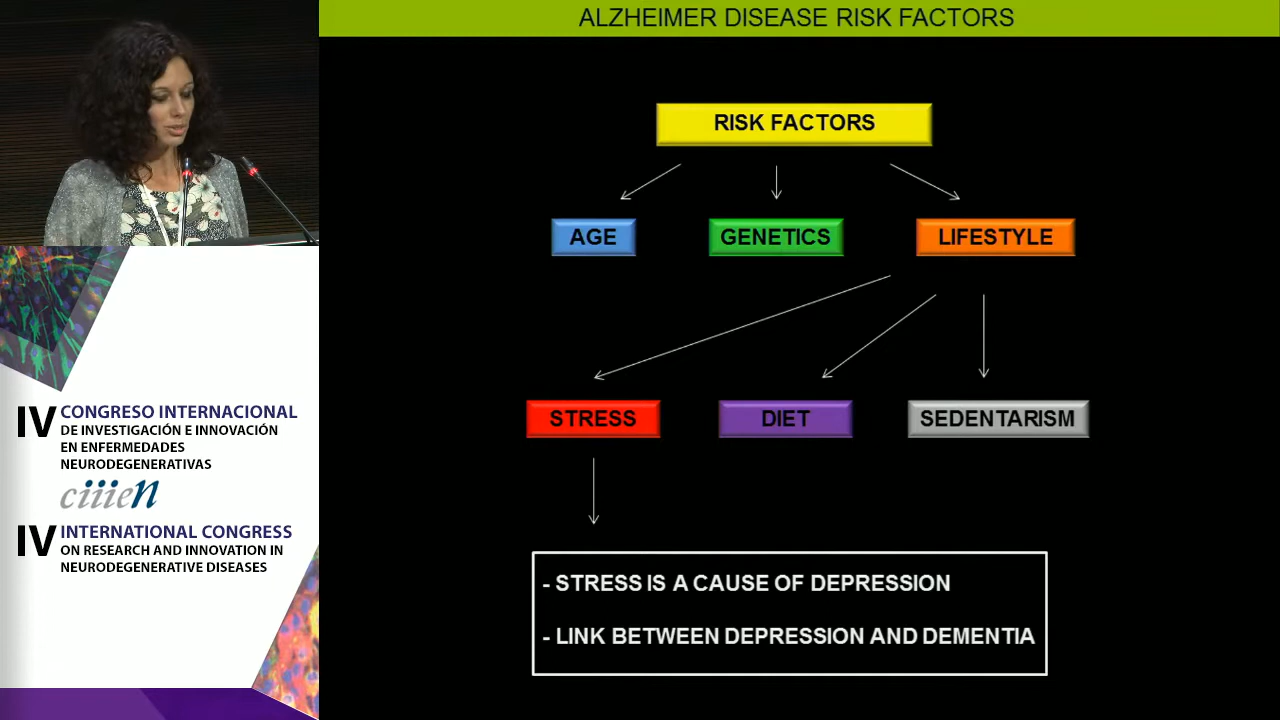 ALZHEIMER DISEASE RISK FACTORS
RISK FACTORS
AGE
GENETICS
LIFESTYLE
STRESS
DIET
SEDENTARISM
- STRESS IS A CAUSE OF DEPRESSION
- LINK BETWEEN DEPRESSION AND DEMENTIA
IV CONGRESO INTERNACIONAL
DE INVESTIGACIÓN E INNOVACIÓN
EN ENFERMEDADES
NEURODEGENERATIVAS
ciiien
IV INTERNATIONAL CONGRESS
ON RESEARCH AND INNOVATION IN
NEURODEGENERATIVE DISEASES